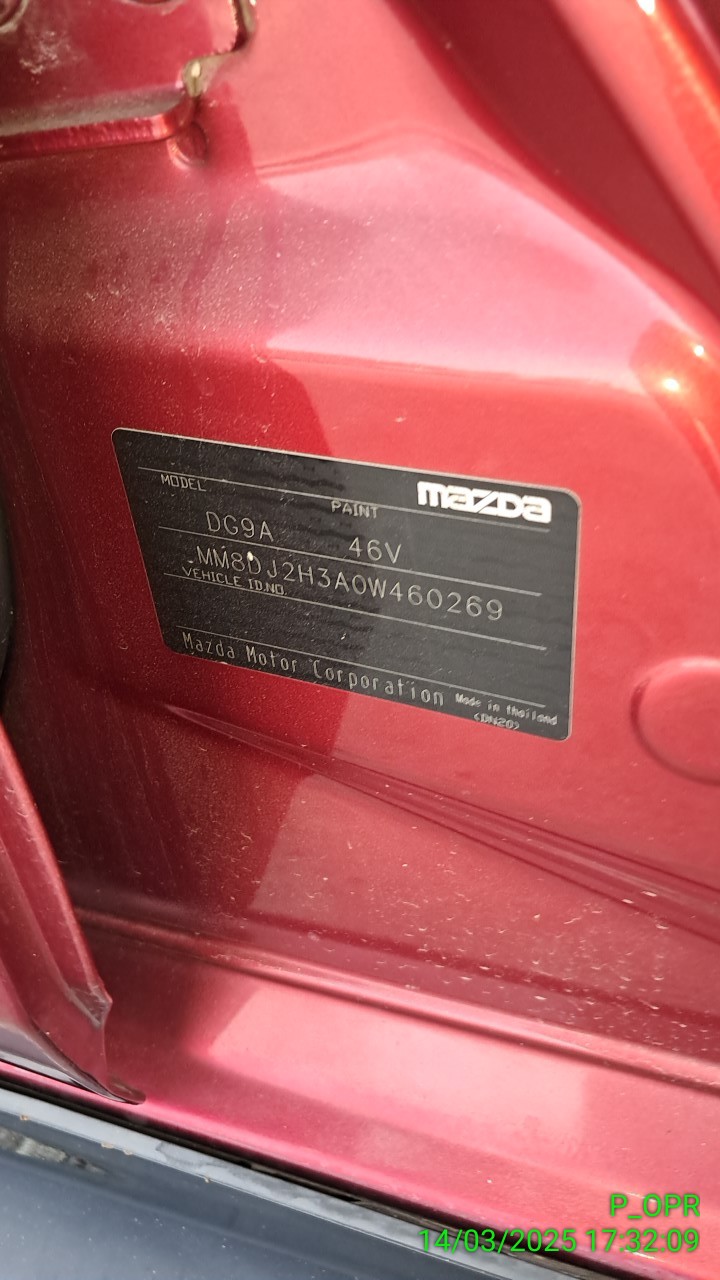 mazda
MODEL PAINT
DG9A 46V
MM8DJ2H3A0W460269
VEHICLE ID.NO.
Mazda Motor Corporation
Made in Thailand
(DN20)
P_OPR
14/03/2025 17:32:09